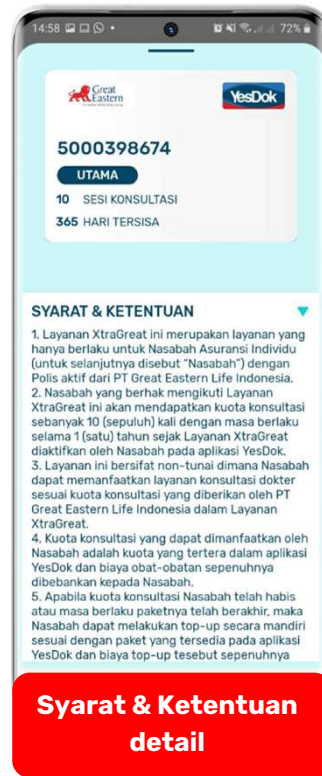 14:58
72%
Great
Eastern
YesDok
5000398674
UTAMA
10 SESI KONSULTASI
365 HARI TERSISA
SYARAT & KETENTUAN
1. Layanan XtraGreat ini merupakan layanan yang
hanya berlaku untuk Nasabah Asuransi Individu
(untuk selanjutnya disebut "Nasabah") dengan
Polis aktif dari PT Great Eastern Life Indonesia.
2. Nasabah yang berhak mengikuti Layanan
XtraGreat ini akan mendapatkan kuota konsultasi
sebanyak 10 (sepuluh) kali dengan masa berlaku
selama 1 (satu) tahun sejak Layanan XtraGreat
diaktifkan oleh Nasabah pada aplikasi YesDok.
3. Layanan ini bersifat non-tunai dimana Nasabah
dapat memanfaatkan layanan konsultasi dokter
sesuai kuota konsultasi yang diberikan oleh PT
Great Eastern Life Indonesia dalam Layanan
XtraGreat.
4. Kuota konsultasi yang dapat dimanfaatkan oleh
Nasabah adalah kuota yang tertera dalam aplikasi
YesDok dan biaya obat-obatan sepenuhnya
dibebankan kepada Nasabah.
5. Apabila kuota konsultasi Nasabah telah habis
atau masa berlaku paketnya telah berakhir, maka
Nasabah dapat melakukan top-up secara mandiri
sesuai dengan paket yang tersedia pada aplikasi
YesDok dan biaya top-up tesebut sepenuhnya
Syarat & Ketentuan
detail